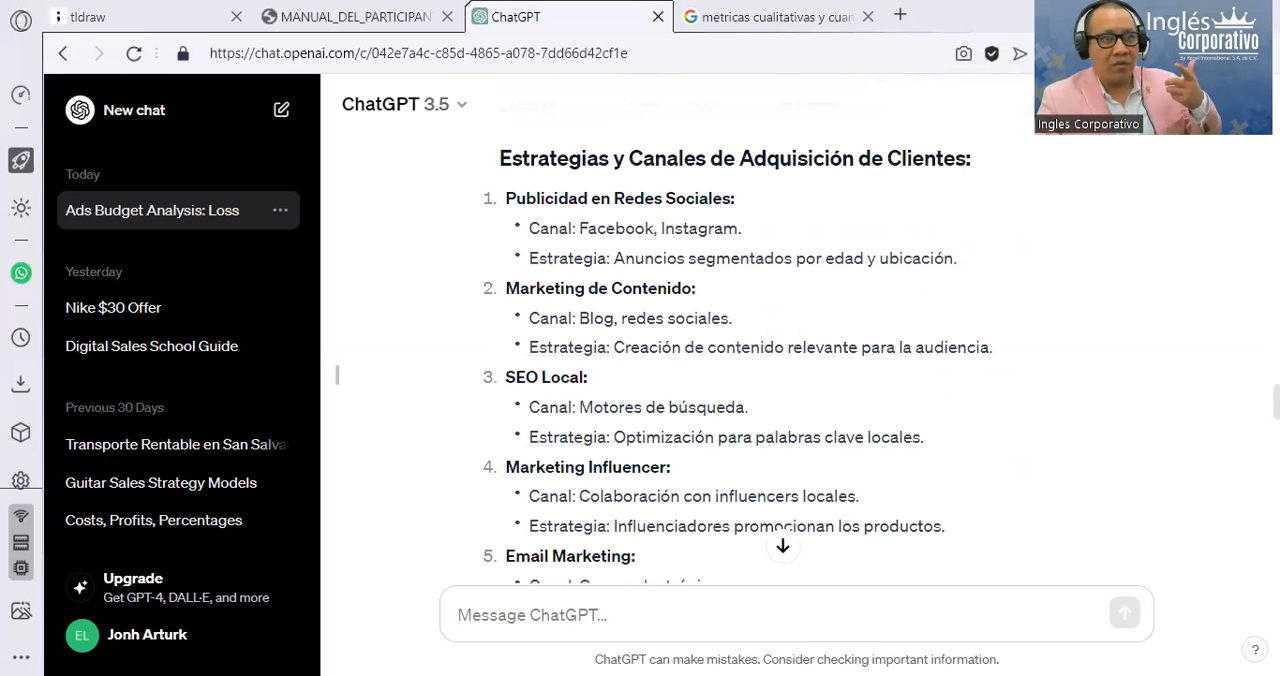 tldraw
MANUAL_DEL_PARTICIPAN
ChatGPT
metricas cualitativas y cuan
https://chat.openai.com/c/042e7a4c-c85d-4865-a078-7dd66d42cf1e
Inglés
Corporativo
Ingles Corporativo
New chat
ChatGPT 3.5
Today
Ads Budget Analysis: Loss
Yesterday
Nike $30 Offer
Digital Sales School Guide
Previous 30 Days
Transporte Rentable en San Salva
Guitar Sales Strategy Models
Costs, Profits, Percentages
Upgrade
Get GPT-4, DALL·E, and more
EL
Jonh Arturk
Estrategias y Canales de Adquisición de Clientes:
1. Publicidad en Redes Sociales:
• Canal: Facebook, Instagram.
• Estrategia: Anuncios segmentados por edad y ubicación.
2. Marketing de Contenido:
• Canal: Blog, redes sociales.
• Estrategia: Creación de contenido relevante para la audiencia.
3. SEO Local:
• Canal: Motores de búsqueda.
• Estrategia: Optimización para palabras clave locales.
4. Marketing Influencer:
• Canal: Colaboración con influencers locales.
• Estrategia: Influenciadores promocionan los productos.
5. Email Marketing:
Message ChatGPT...
ChatGPT can make mistakes. Consider checking important information.
?